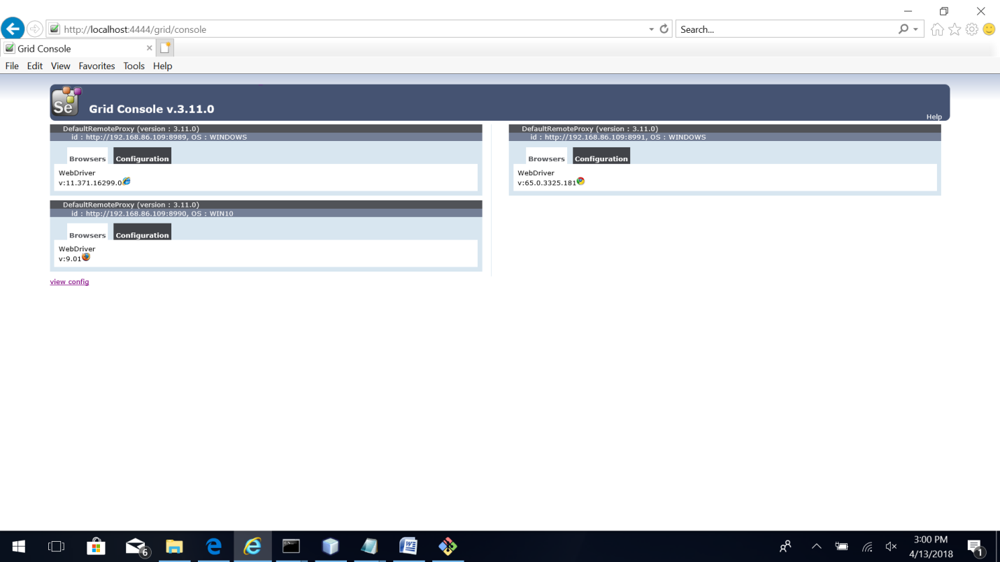 http://localhost:4444/grid/console
Search...
Grid Console
File Edit View Favorites Tools Help
Se
Grid Console v.3.11.0
Help
DefaultRemoteProxy (version : 3.11.0)
id : http://192.168.86.109:8989, OS : WINDOWS
Browsers Configuration
WebDriver
v:11.371.16299.0
DefaultRemoteProxy (version : 3.11.0)
id : http://192.168.86.109:8991, OS : WINDOWS
Browsers Configuration
WebDriver
v:65.0.3325.181
DefaultRemoteProxy (version : 3.11.0)
id : http://192.168.86.109:8990, OS : WIN10
Browsers Configuration
WebDriver
v:9.01
view config
6
W
3:00 PM
4/13/2018
1